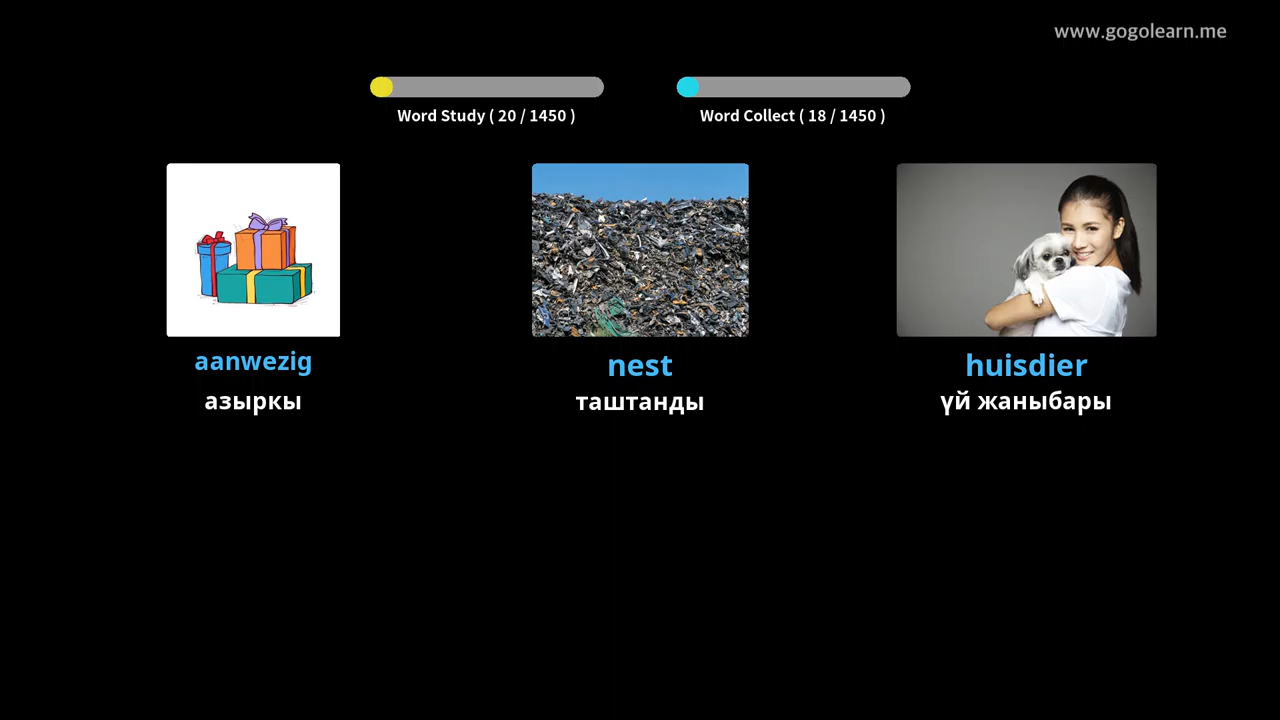 www.gogolearn.me
Word Study ( 20 / 1450 )
Word Collect ( 18 / 1450 )
aanwezig
азыркы
nest
таштанды
huisdier
үй жаныбары